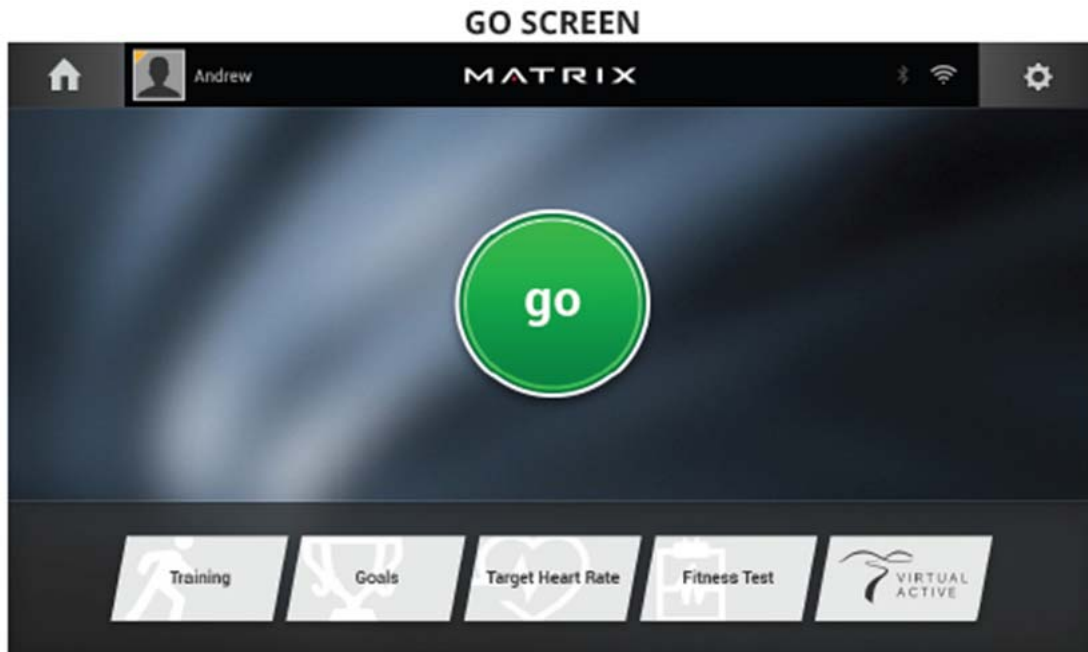 GO SCREEN
Andrew
MATRIX
go
Training
Goals
Target Heart Rate
Fitness Test
VIRTUAL
ACTIVE